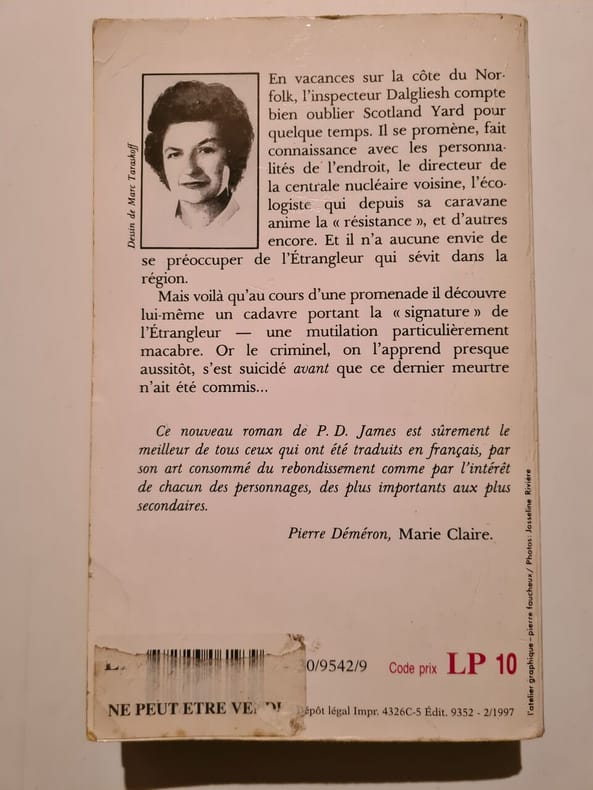 En vacances sur la côte du Nor-
folk, l'inspecteur Dalgliesh compte
bien oublier Scotland Yard pour
quelque temps. Il se promène, fait
connaissance avec les personna-
lités de l'endroit, le directeur de
la centrale nucléaire voisine, l'éco-
logiste qui depuis sa caravane
anime la « résistance », et d'autres
encore. Et il n'a aucune envie de
se préoccuper de l'Étrangleur qui sévit dans la
région.
Mais voilà qu'au cours d'une promenade il découvre
lui-même un cadavre portant la « signature » de
l'Étrangleur — une mutilation particulièrement
macabre. Or le criminel, on l'apprend presque
aussitôt, s'est suicidé avant que ce dernier meurtre
n'ait été commis...
Dessin de Marc Taraskoff
Ce nouveau roman de P. D. James est sûrement le
meilleur de tous ceux qui ont été traduits en français, par
son art consommé du rebondissement comme par l'intérêt
de chacun des personnages, des plus importants aux plus
secondaires.
Pierre Déméron, Marie Claire.
l'atelier graphique - pierre faucheux / Photos: Josseline Rivière
0/9542/9 Code prix LP 10
NE PEUT ETRE
dépôt légal Impr. 4326C-5 Édit. 9352 - 2/1997